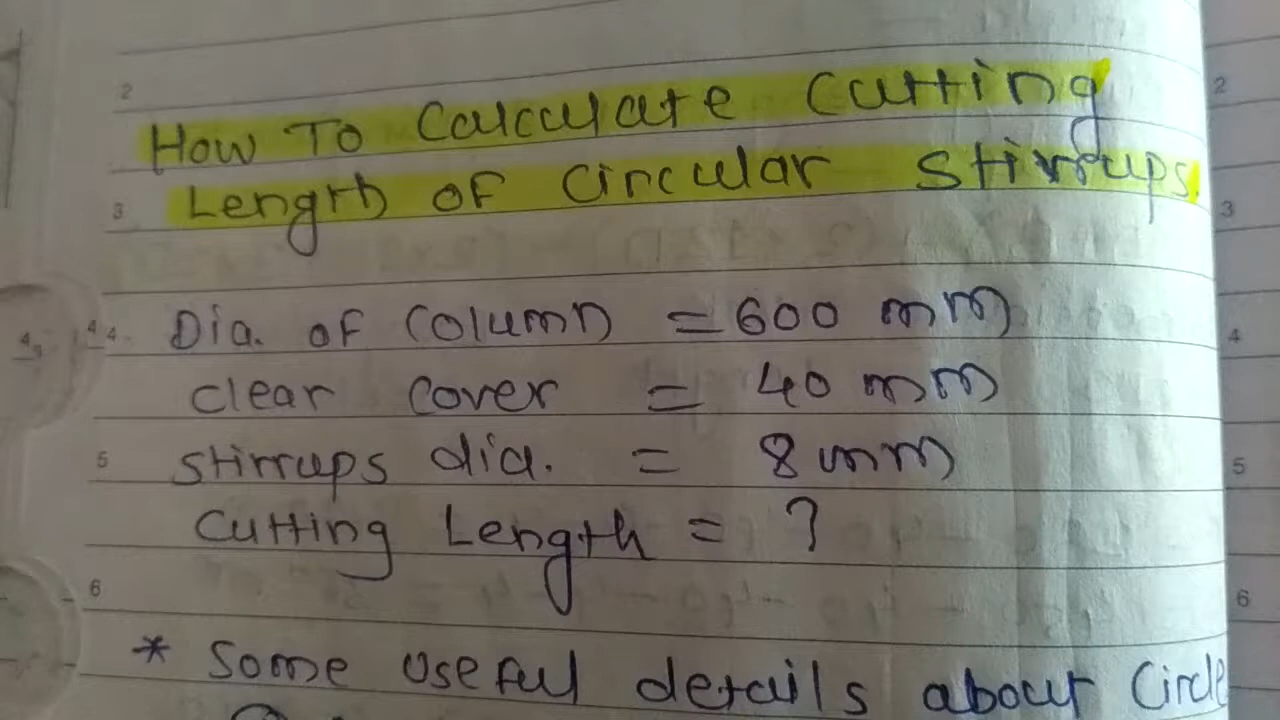 How To Calculate Cutting
Length of Circular Stirrups.
Dia. of Column = 600 mm
Clear Cover = 40 mm
Stirrups dia. = 8 mm
Cutting Length = ?
* Some useful details about Circle